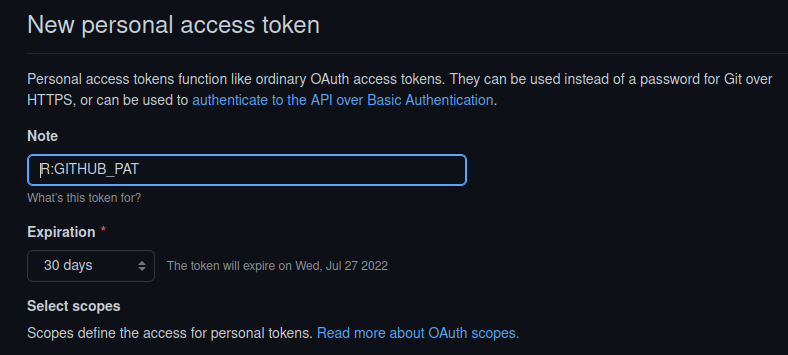 New personal access token
Personal access tokens function like ordinary OAuth access tokens. They can be used instead of a password for Git over
HTTPS, or can be used to authenticate to the API over Basic Authentication.
Note
R:GITHUB_PAT
What's this token for?
Expiration *
30 days The token will expire on Wed, Jul 27 2022
Select scopes
Scopes define the access for personal tokens. Read more about OAuth scopes.